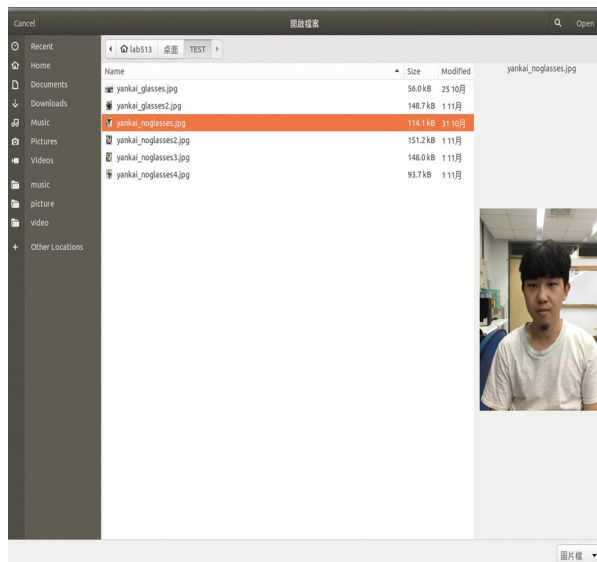 Cancel 開啟檔案 Open
Recent
Home
Documents
Downloads
Music
Pictures
Videos
music
picture
video
+ Other Locations
lab513 桌面 TEST
Name Size Modified
yankai_glasses.jpg 56.0 kB 25 10月
yankai_glasses2.jpg 148.7 kB 1 11月
yankai_noglasses.jpg 114.1 kB 31 10月
yankai_noglasses2.jpg 151.2 kB 1 11月
yankai_noglasses3.jpg 148.0 kB 1 11月
yankai_noglasses4.jpg 93.7 kB 1 11月
yankai_noglasses.jpg
圖片檔